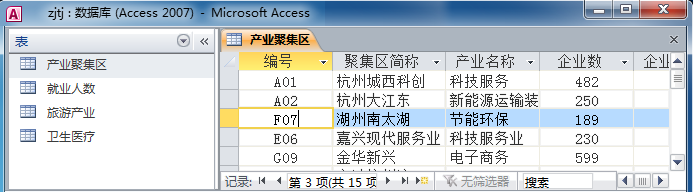 zjtj : 数据库 (Access 2007) - Microsoft Access
表
产业聚集区
就业人数
旅游产业
卫生医疗
产业聚集区
编号 聚集区简称 产业名称 企业数 企业
A01 杭州城西科创 科技服务 482
A02 杭州大江东 新能源运输装 250
F07 湖州南太湖 节能环保 189
E06 嘉兴现代服务业 科技服务业 230
G09 金华新兴 电子商务 599
记录: 第 3 项(共 15 项 无筛选器 搜索